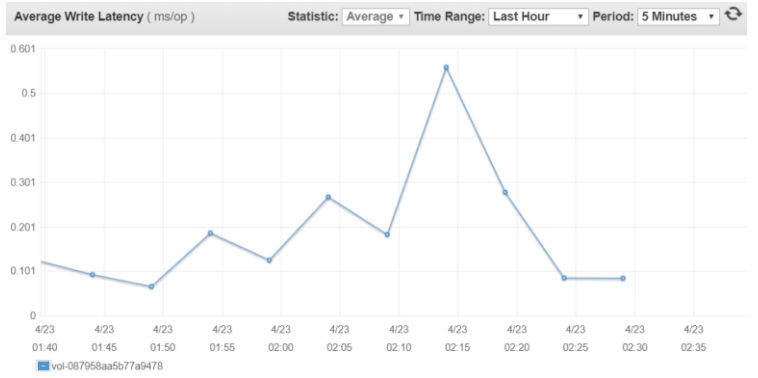 Average Write Latency ( ms/op ) Statistic: Average Time Range: Last Hour Period: 5 Minutes
0.601
0.5
0.401
0.301
0.201
0.101
0
4/23 4/23 4/23 4/23 4/23 4/23 4/23 4/23 4/23 4/23 4/23 4/23
01:40 01:45 01:50 01:55 02:00 02:05 02:10 02:15 02:20 02:25 02:30 02:35
vol-087958aa5b77a9478